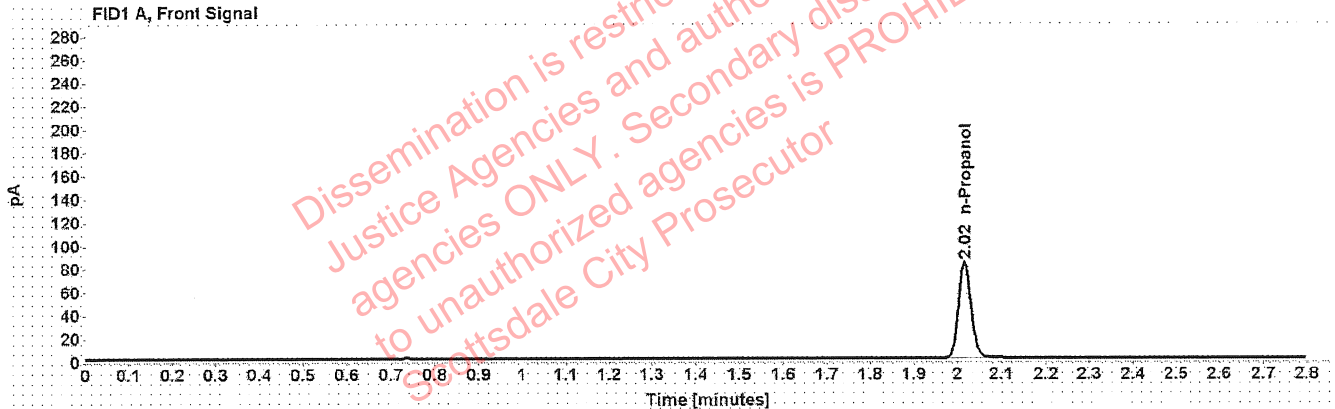 FID1 A, Front Signal
280
260
240
220
200
180
160
140
120
100
80
60
40
20
0
pA
2.02 n-Propanol
0 0.1 0.2 0.3 0.4 0.5 0.6 0.7 0.8 0.9 1 1.1 1.2 1.3 1.4 1.5 1.6 1.7 1.8 1.9 2 2.1 2.2 2.3 2.4 2.5 2.6 2.7 2.8
Time [minutes]
Dissemination is
Justice Agencies and
agencies ONLY. Secondary
to unauthorized agencies is
Scottsdale City Prosecutor